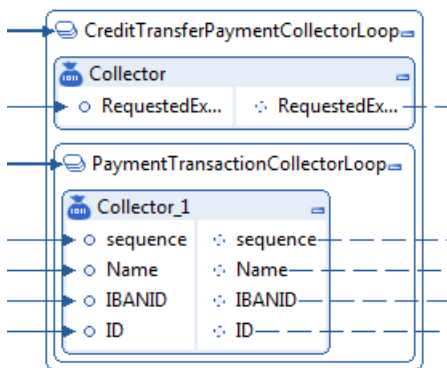 CreditTransferPaymentCollectorLoop
Collector
RequestedEx... RequestedEx...
PaymentTransactionCollectorLoop
Collector_1
sequence sequence
Name Name
IBANID IBANID
ID ID